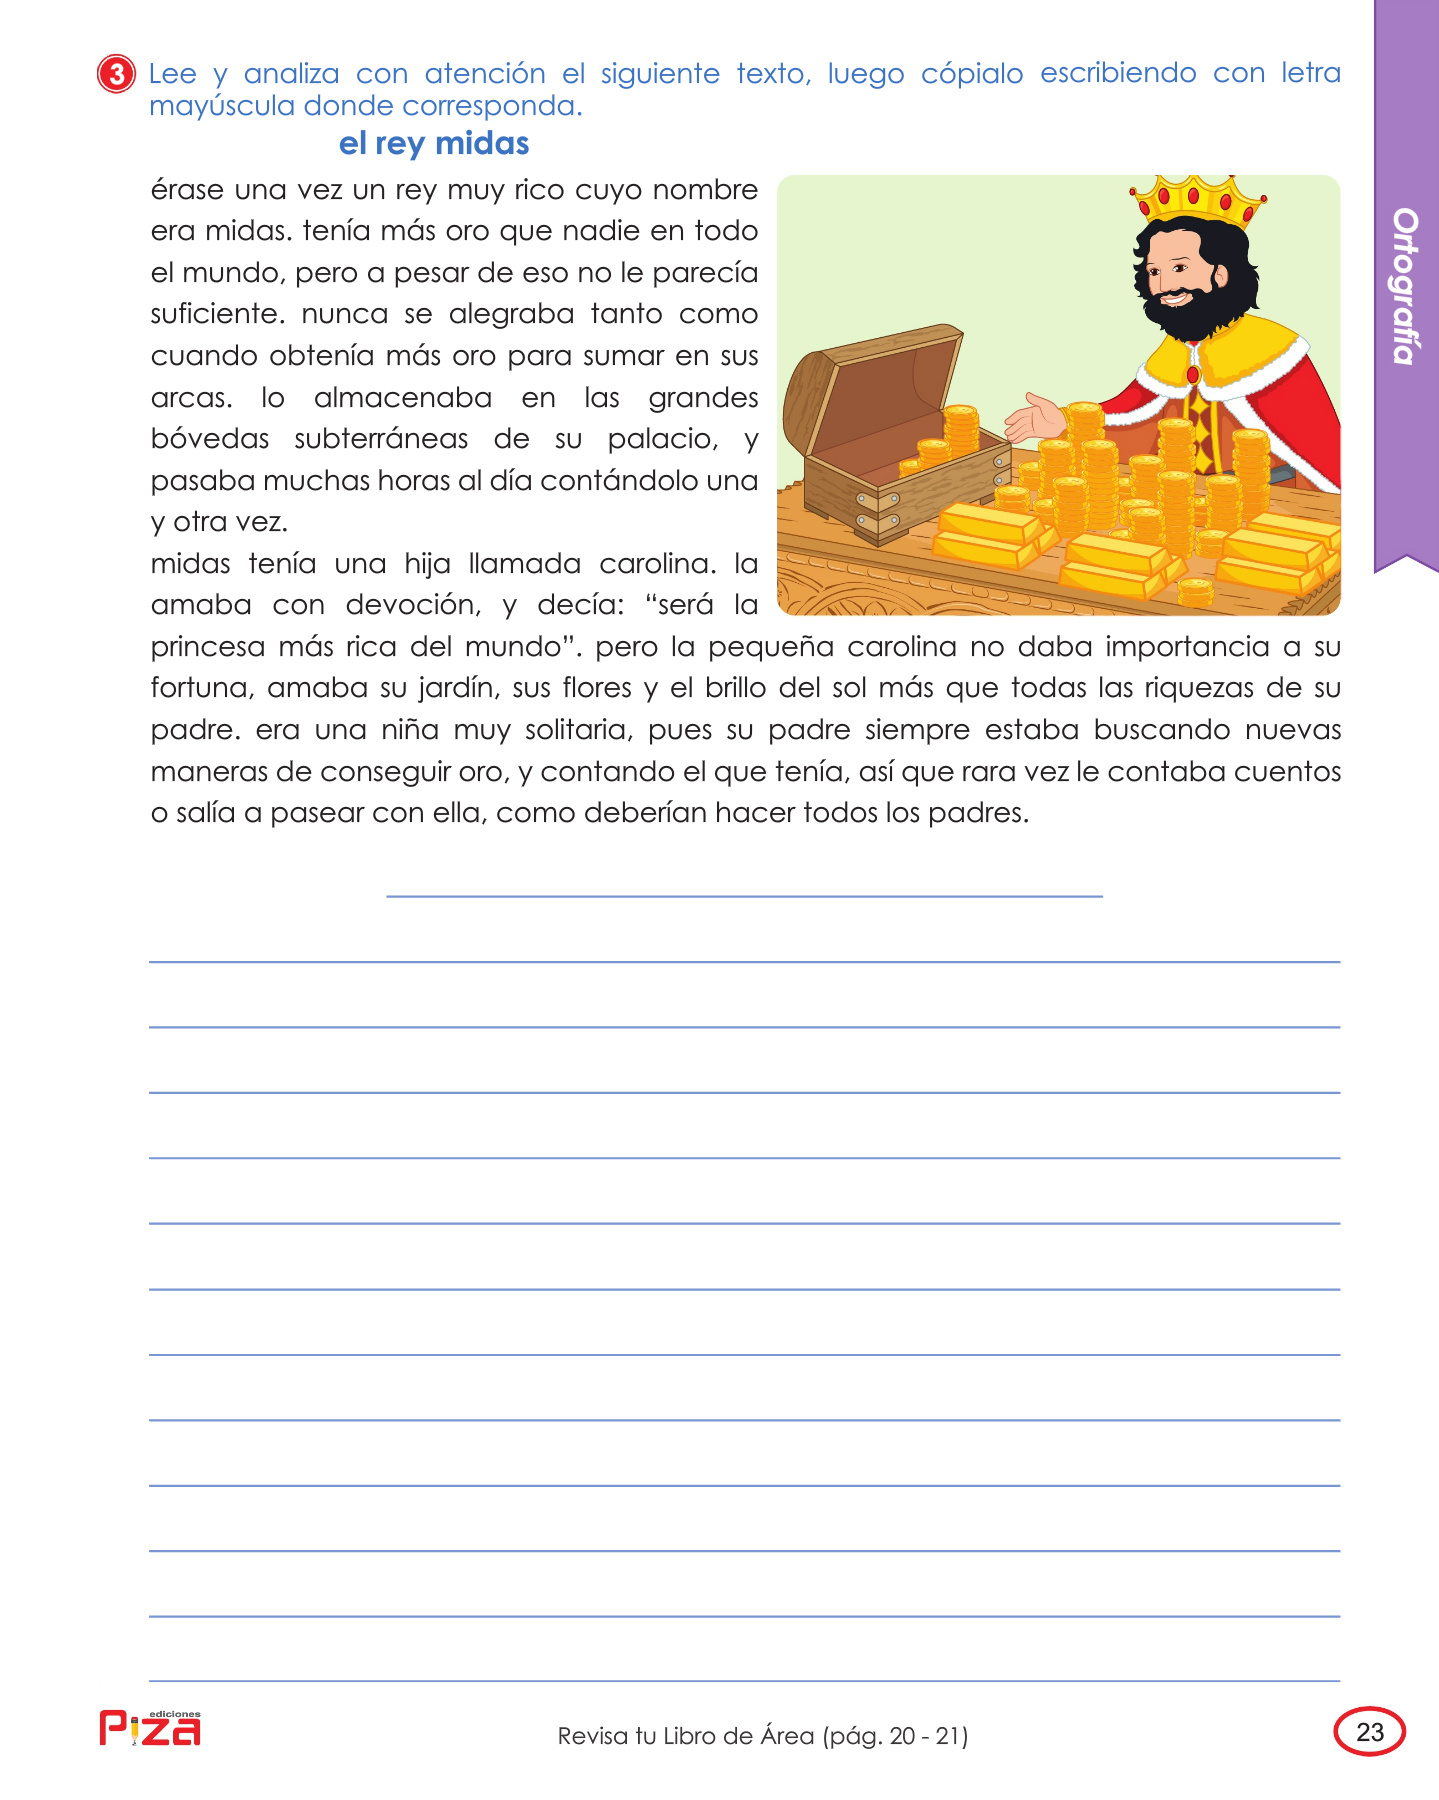 3 Lee y analiza con atención el siguiente texto, luego cópialo escribiendo con letra
mayúscula donde corresponda.
el rey midas
érase una vez un rey muy rico cuyo nombre
era midas. tenía más oro que nadie en todo
el mundo, pero a pesar de eso no le parecía
suficiente. nunca se alegraba tanto como
cuando obtenía más oro para sumar en sus
arcas. lo almacenaba en las grandes
bóvedas subterráneas de su palacio, y
pasaba muchas horas al día contándolo una
y otra vez.
midas tenía una hija llamada carolina. la
amaba con devoción, y decía: “será la
princesa más rica del mundo”. pero la pequeña carolina no daba importancia a su
fortuna, amaba su jardín, sus flores y el brillo del sol más que todas las riquezas de su
padre. era una niña muy solitaria, pues su padre siempre estaba buscando nuevas
maneras de conseguir oro, y contando el que tenía, así que rara vez le contaba cuentos
o salía a pasear con ella, como deberían hacer todos los padres.
Ortografía
ediciones
Piza
Revisa tu Libro de Área (pág. 20 - 21)
23